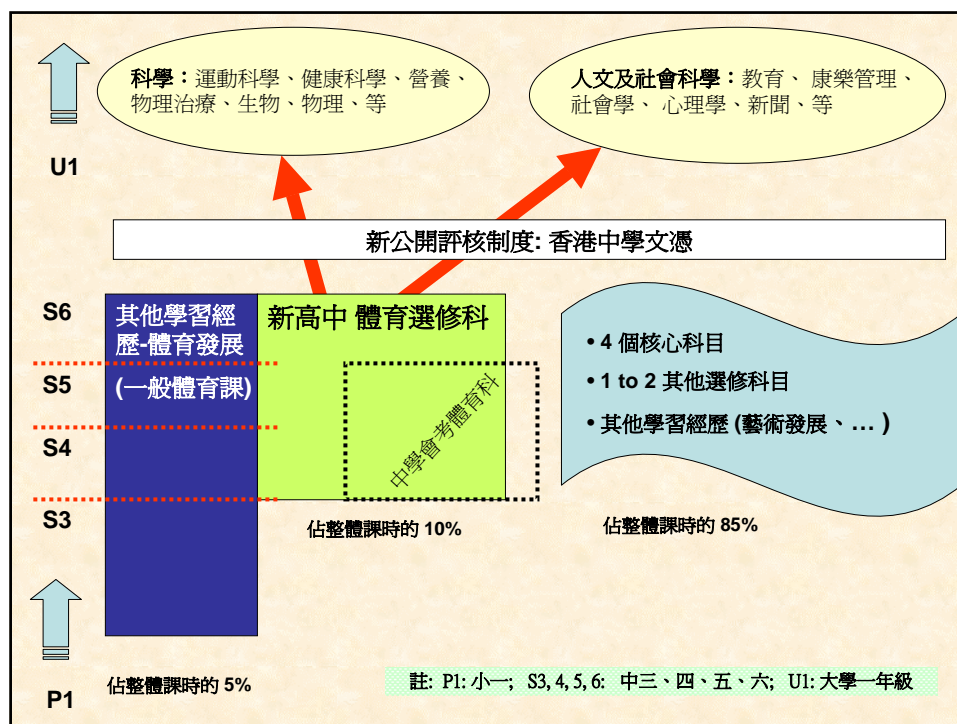 科學：運動科學、健康科學、營養、
物理治療、生物、物理、等
人文及社會科學：教育、 康樂管理、
社會學、 心理學、新聞、等
U1
新公開評核制度: 香港中學文憑
S6
其他學習經
歷-體育發展
(一般體育課)
新高中 體育選修科
中學會考體育科
• 4 個核心科目
• 1 to 2 其他選修科目
• 其他學習經歷 (藝術發展、… )
S5
S4
S3
佔整體課時的 10%
佔整體課時的 85%
佔整體課時的 5%
P1
註: P1: 小一; S3, 4, 5, 6: 中三、四、五、六; U1: 大學一年級